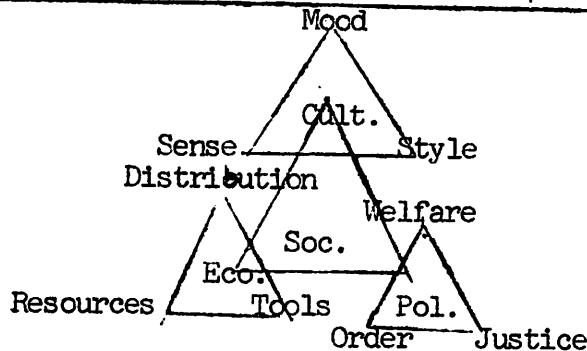 Mood
Cult.
Sense Style
Distribution
Welfare
Soc.
Eco.
Resources Tools Pol.
Order Justice